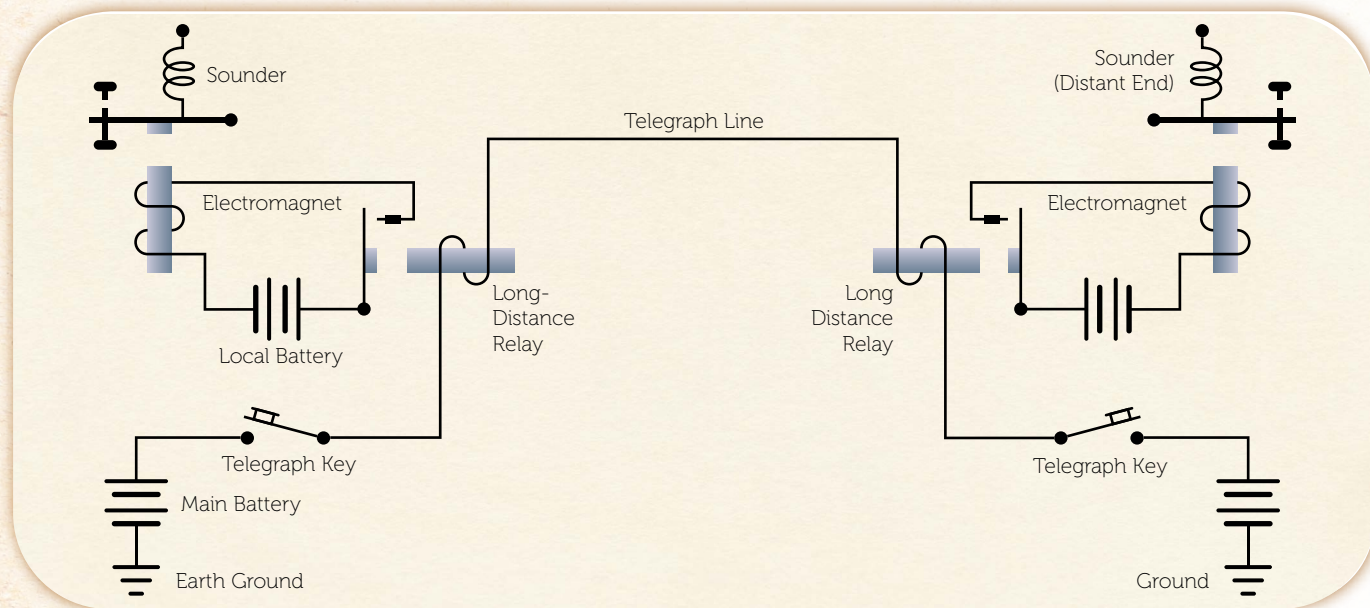 Sounder
Sounder
(Distant End)
Telegraph Line
Electromagnet
Electromagnet
Long-
Distance
Relay
Long
Distance
Relay
Local Battery
Telegraph Key
Telegraph Key
Main Battery
Earth Ground
Ground